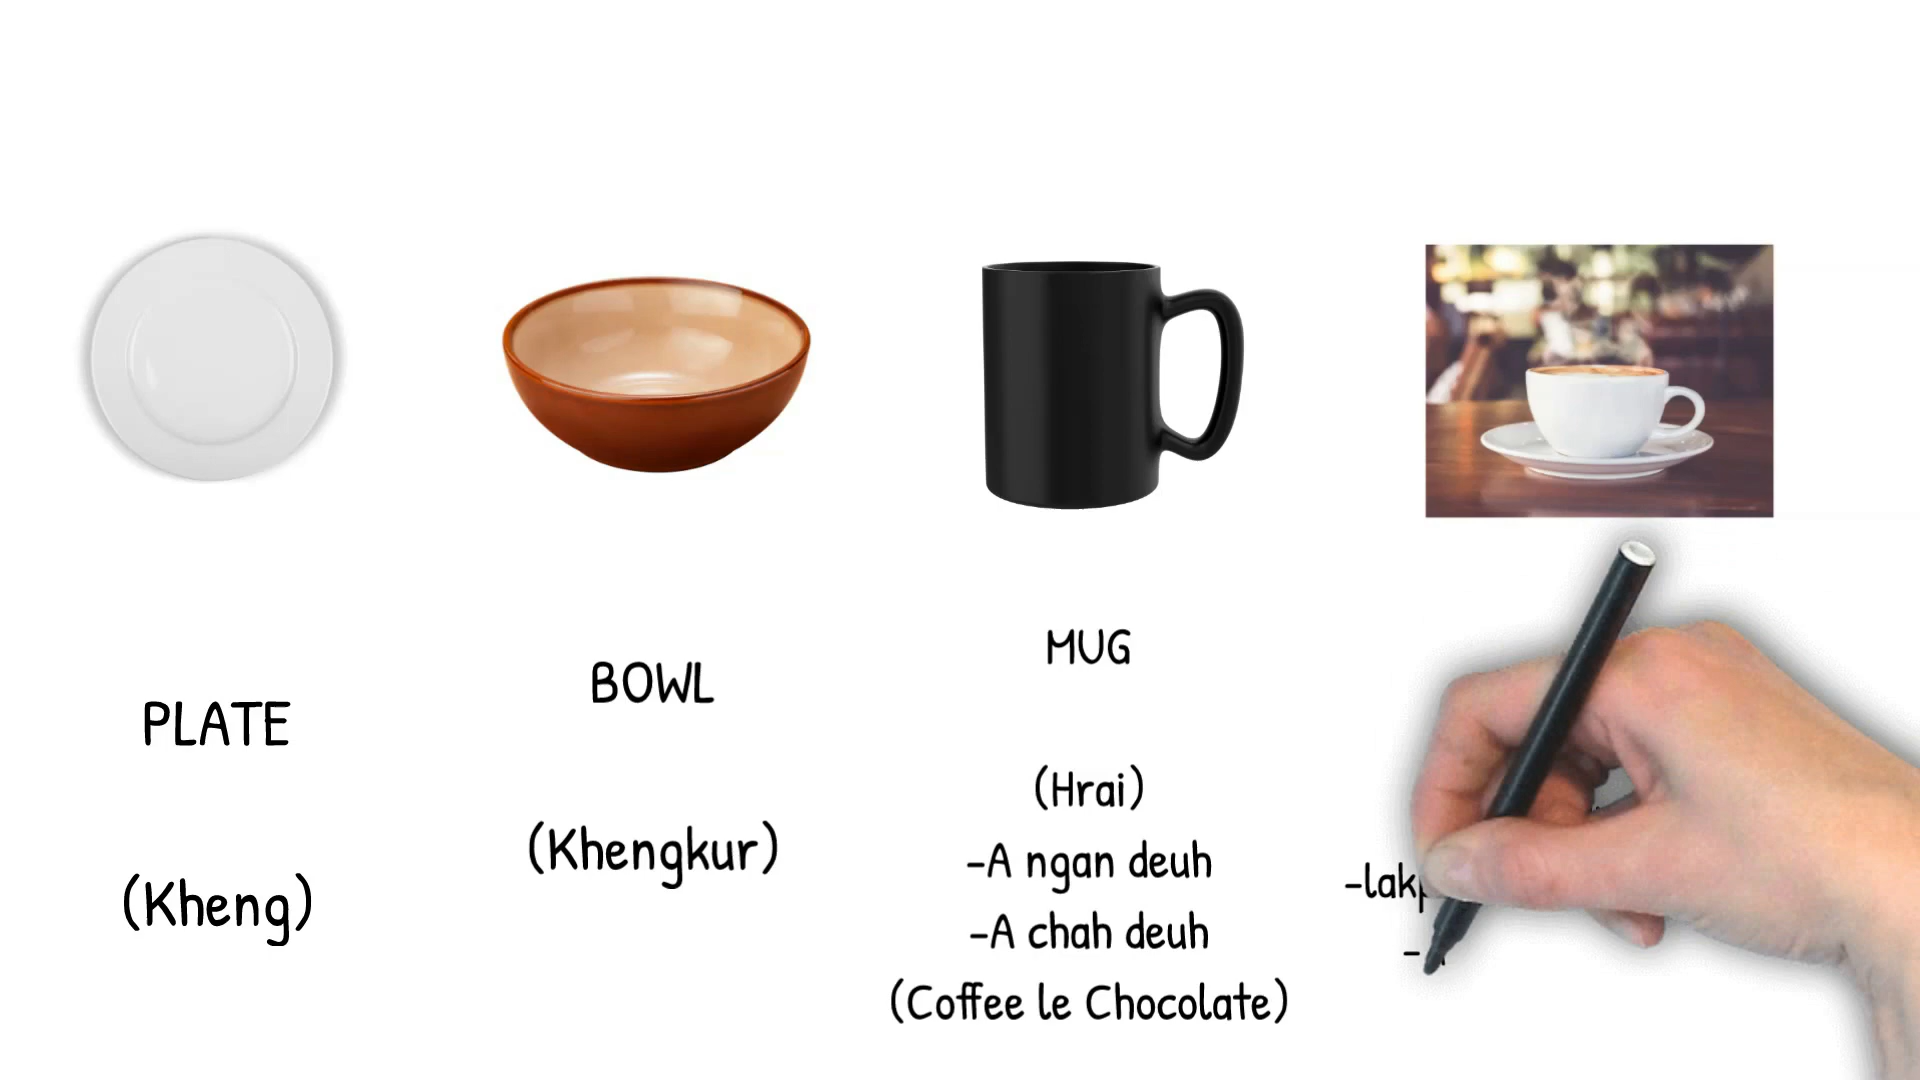 PLATE
(Kheng)
BOWL
(Khengkur)
MUG
(Hrai)
-A ngan deuh
-A chah deuh
(Coffee le Chocolate)